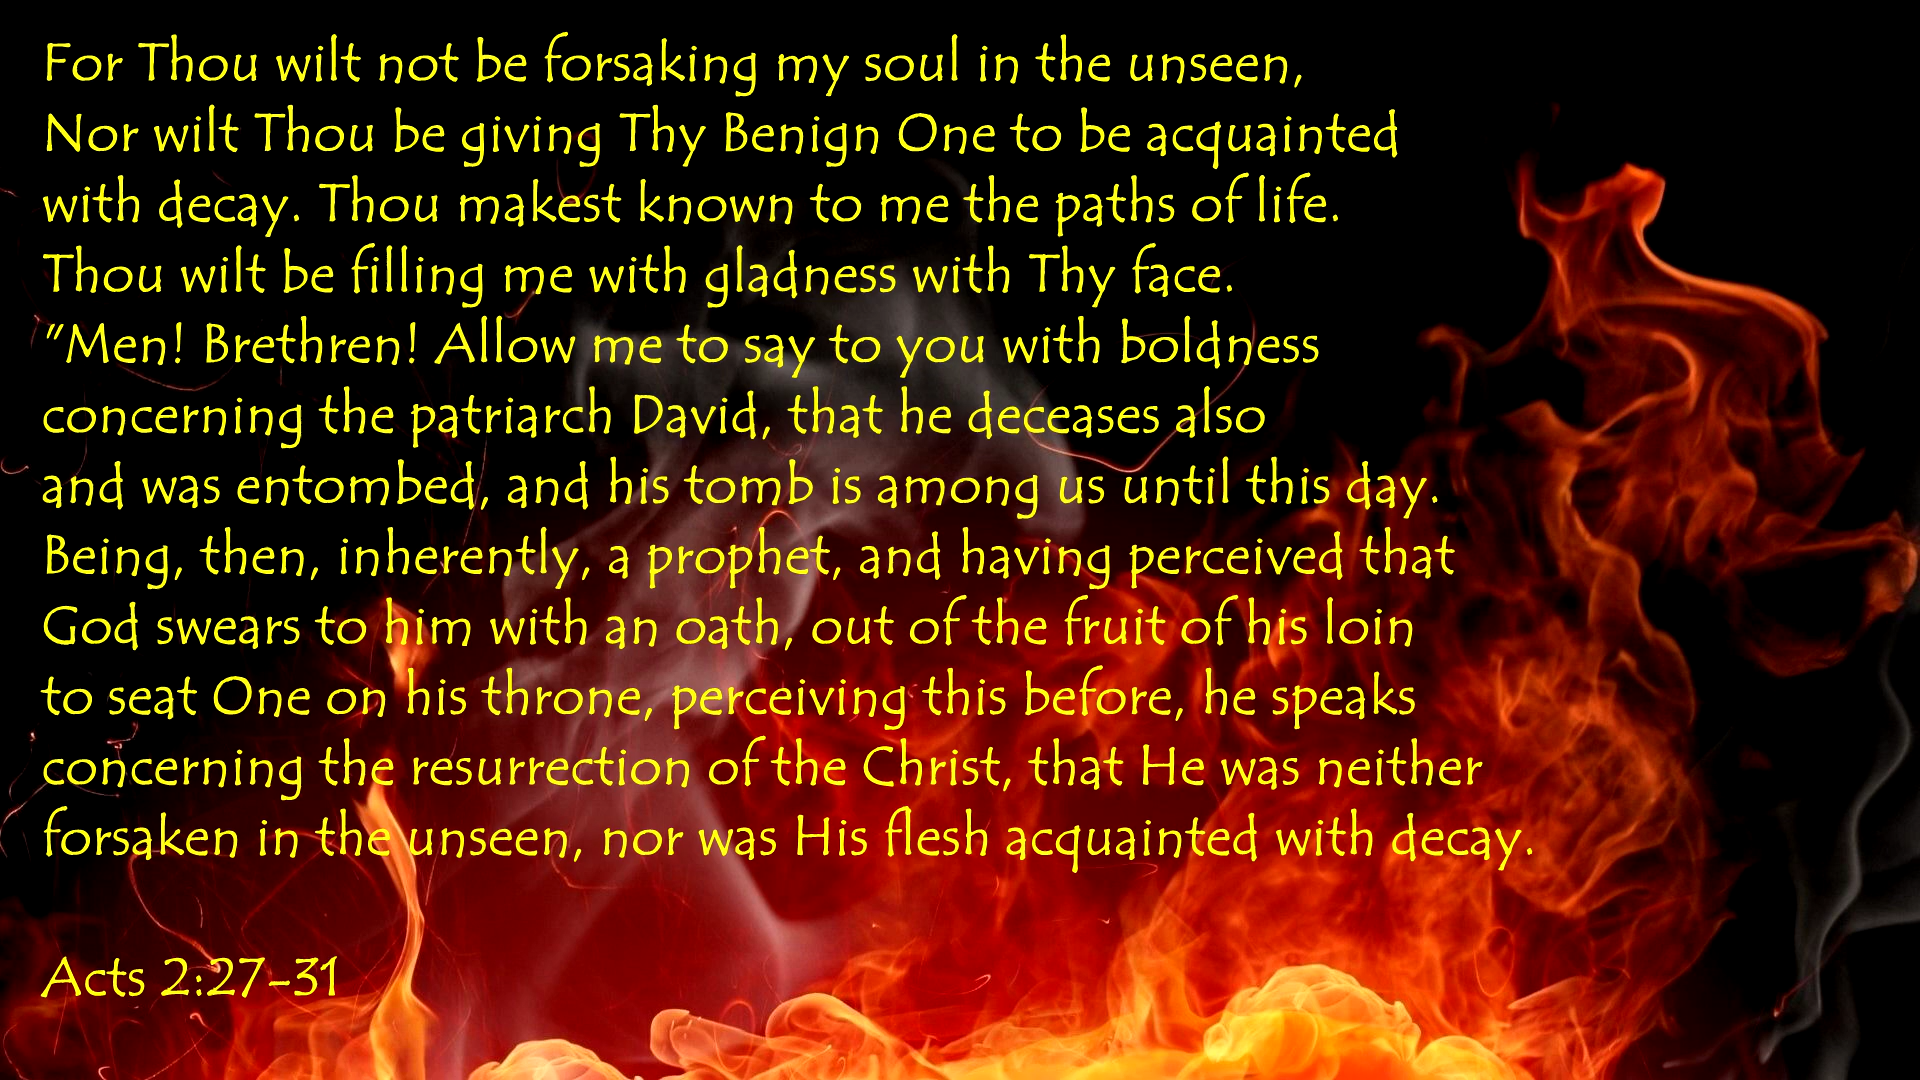 For Thou wilt not be forsaking my soul in the unseen,
Nor wilt Thou be giving Thy Benign One to be acquainted
with decay. Thou makest known to me the paths of life.
Thou wilt be filling me with gladness with Thy face.
"Men! Brethren! Allow me to say to you with boldness
concerning the patriarch David, that he deceases also
and was entombed, and his tomb is among us until this day.
Being, then, inherently, a prophet, and having perceived that
God swears to him with an oath, out of the fruit of his loin
to seat One on his throne, perceiving this before, he speaks
concerning the resurrection of the Christ, that He was neither
forsaken in the unseen, nor was His flesh acquainted with decay.
Acts 2:27-31